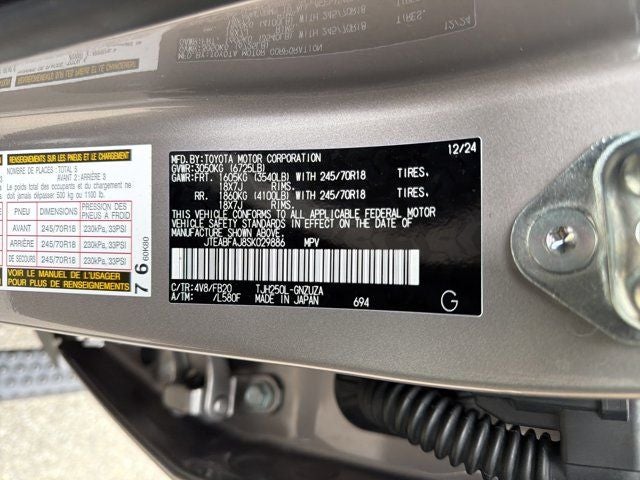 12/24
MFD. BY: TOYOTA MOTOR CORPORATION
GVWR: 3050KG (6725LB)
GAWR: FRT. 1605KG (3540LB) WITH 245/70R18 TIRES,
18X7J RIMS,
RR. 1860KG (4100LB) WITH 245/70R18 TIRES,
18X7J RIMS,
THIS VEHICLE CONFORMS TO ALL APPLICABLE FEDERAL MOTOR
VEHICLE SAFETY STANDARDS IN EFFECT ON THE DATE OF
MANUFACTURE SHOWN ABOVE.
JTEABFAJ8SK029886 MPV
C/TR: 4V8/FB20 TJH250L-GNZUZA
A/TM: /L580F MADE IN JAPAN 694
G
RENSEIGNEMENTS SUR LES PNEUS ET LE CHARGEMENT
NOMBRE DE PLACES: TOTAL 5
AVANT 2: ARRIÈRE 3
Le poids total des occupants et du chargement ne
doit jamais dépasser 500 kg ou 1100 lb.
PNEU DIMENSIONS PRESSION DES PNEUS À FROID
AVANT 245/70R18 230kPa, 33PSI
ARRIÈRE 245/70R18 230kPa, 33PSI
DE SECOURS 245/70R18 230kPa, 33PSI
VOIR LE MANUEL DE L'USAGER
POUR PLUS DE RENSEIGNEMENTS
7 6 60K80